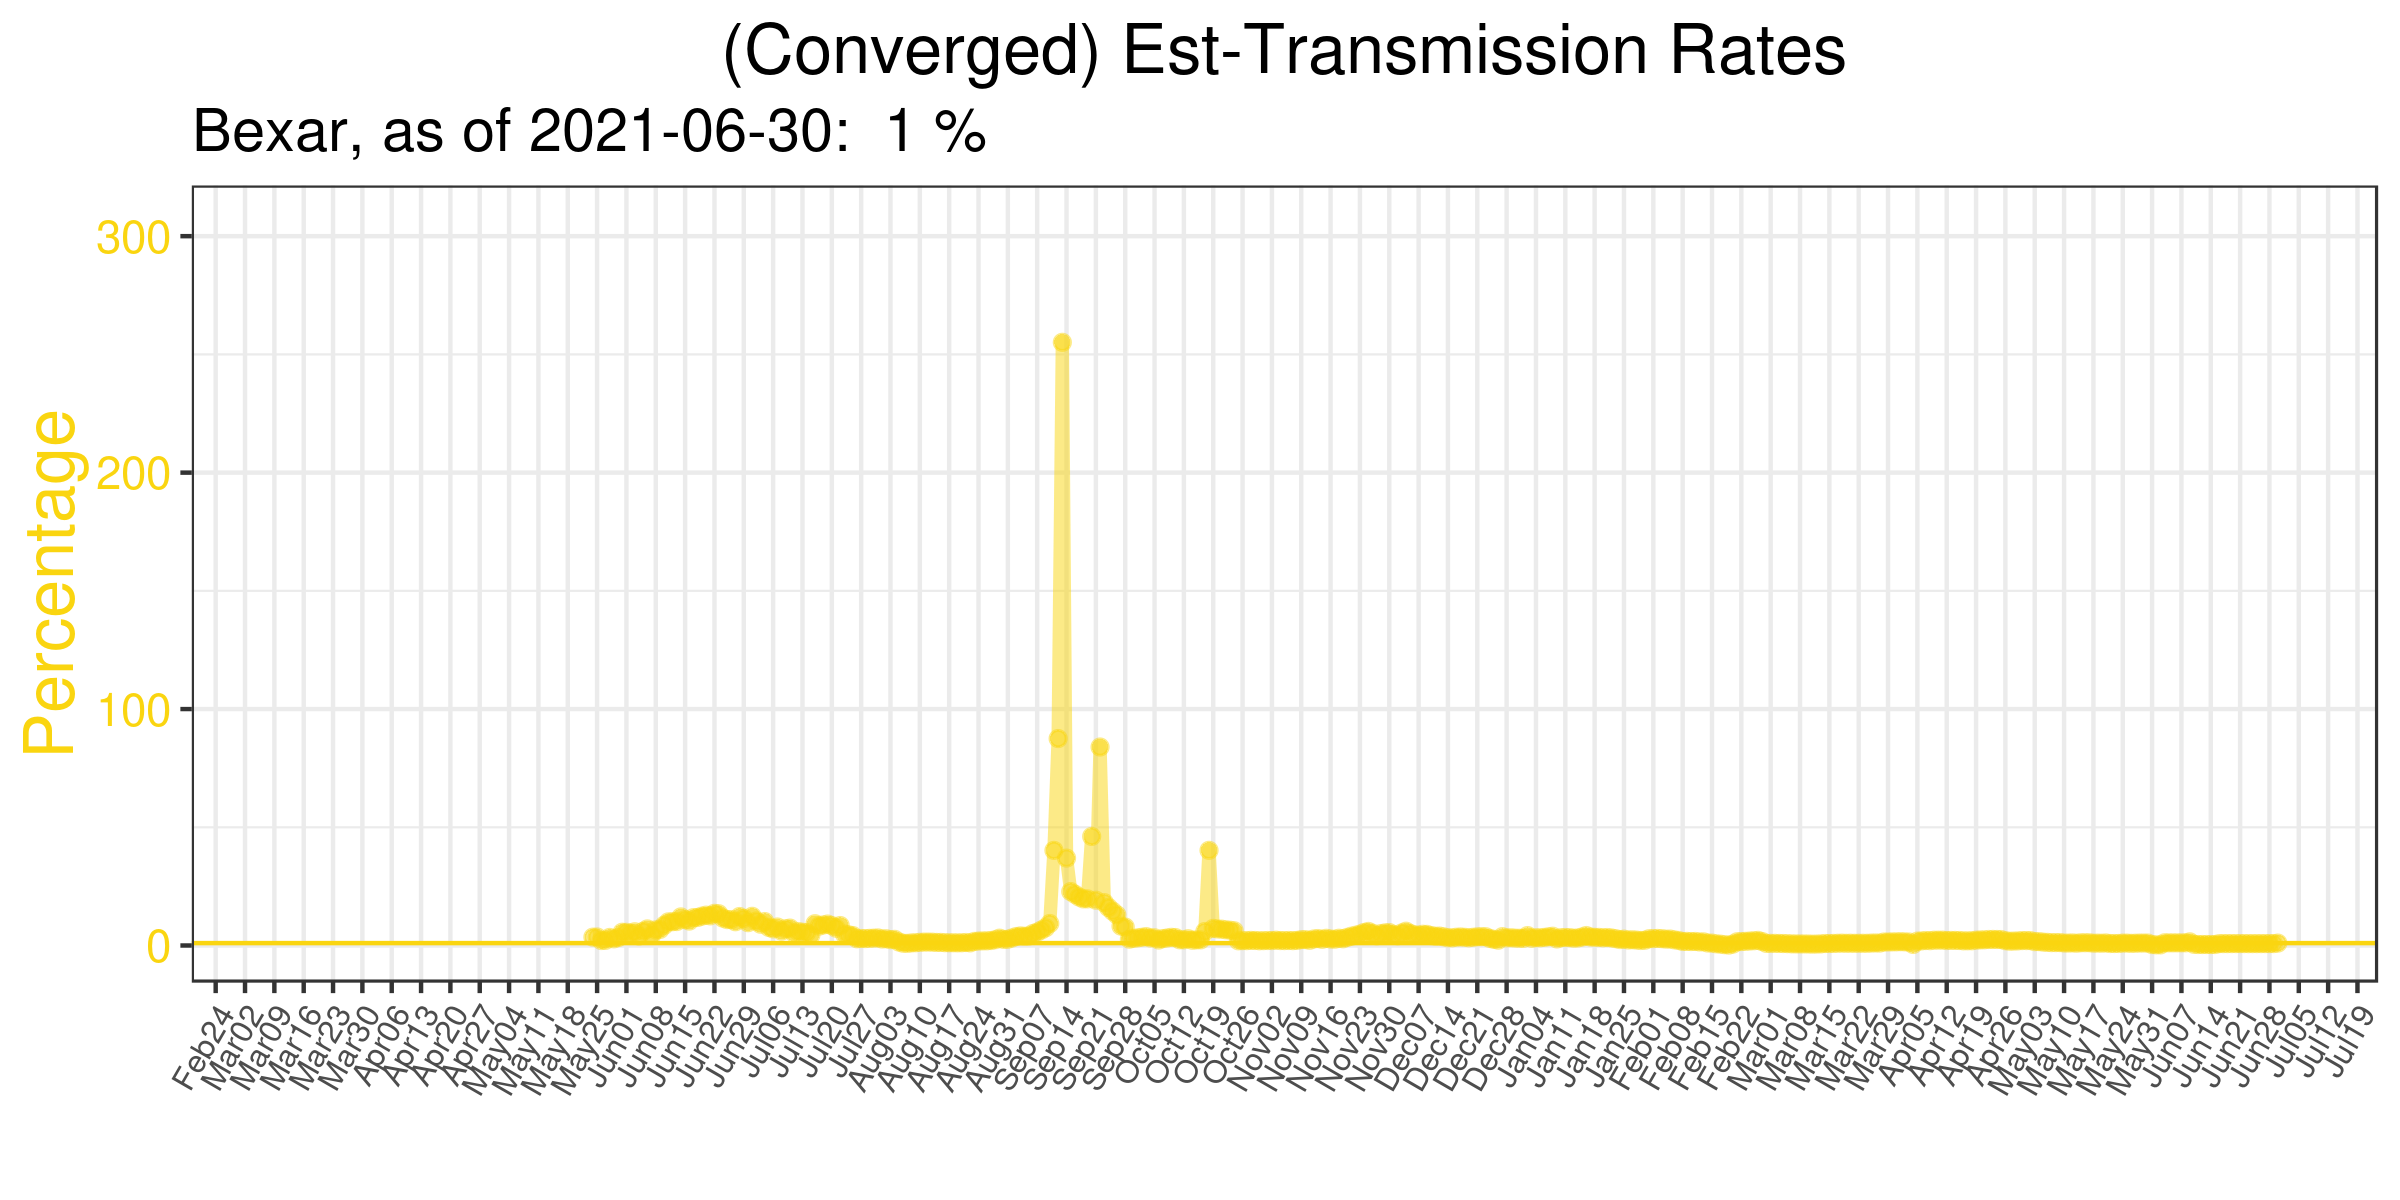 (Converged) Est-Transmission Rates
Bexar, as of 2021-06-30:  1 %
Percentage
300
200
100
0
Feb24
Mar02
Mar09
Mar16
Mar23
Mar30
Apr06
Apr13
Apr20
Apr27
May04
May11
May18
May25
Jun01
Jun08
Jun15
Jun22
Jun29
Jul06
Jul13
Jul20
Jul27
Aug03
Aug10
Aug17
Aug24
Aug31
Sep07
Sep14
Sep21
Sep28
Oct05
Oct12
Oct19
Oct26
Nov02
Nov09
Nov16
Nov23
Nov30
Dec07
Dec14
Dec21
Dec28
Jan04
Jan11
Jan18
Jan25
Feb01
Feb08
Feb15
Feb22
Mar01
Mar08
Mar15
Mar22
Mar29
Apr05
Apr12
Apr19
Apr26
May03
May10
May17
May24
May31
Jun07
Jun14
Jun21
Jun28
Jul05
Jul12
Jul19